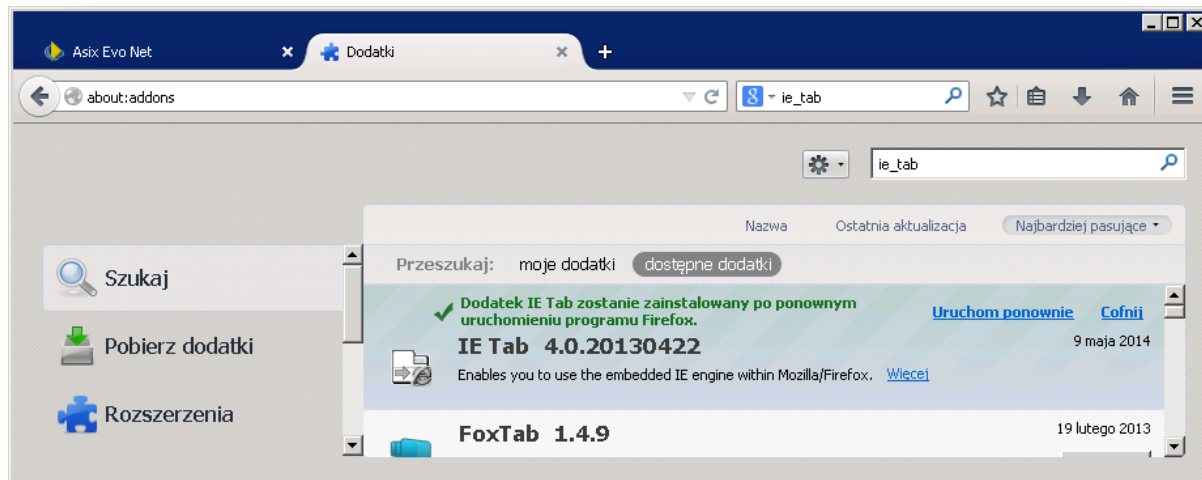 Asix Evo Net
Dodatki
about:addons
ie_tab
ie_tab
Nazwa Ostatnia aktualizacja Najbardziej pasujące
Przeszukaj: moje dodatki dostępne dodatki
Szukaj
Pobierz dodatki
Rozszerzenia
Dodatek IE Tab zostanie zainstalowany po ponownym
uruchomieniu programu Firefox.
Uruchom ponownie Cofnij
IE Tab 4.0.20130422
9 maja 2014
Enables you to use the embedded IE engine within Mozilla/Firefox. Więcej
FoxTab 1.4.9
19 lutego 2013